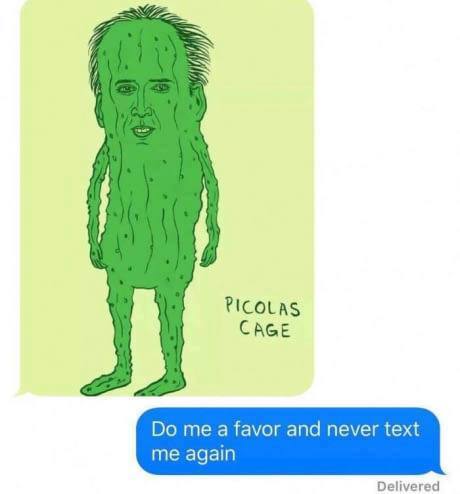 PICOLAS
CAGE
Do me a favor and never text
me again
Delivered